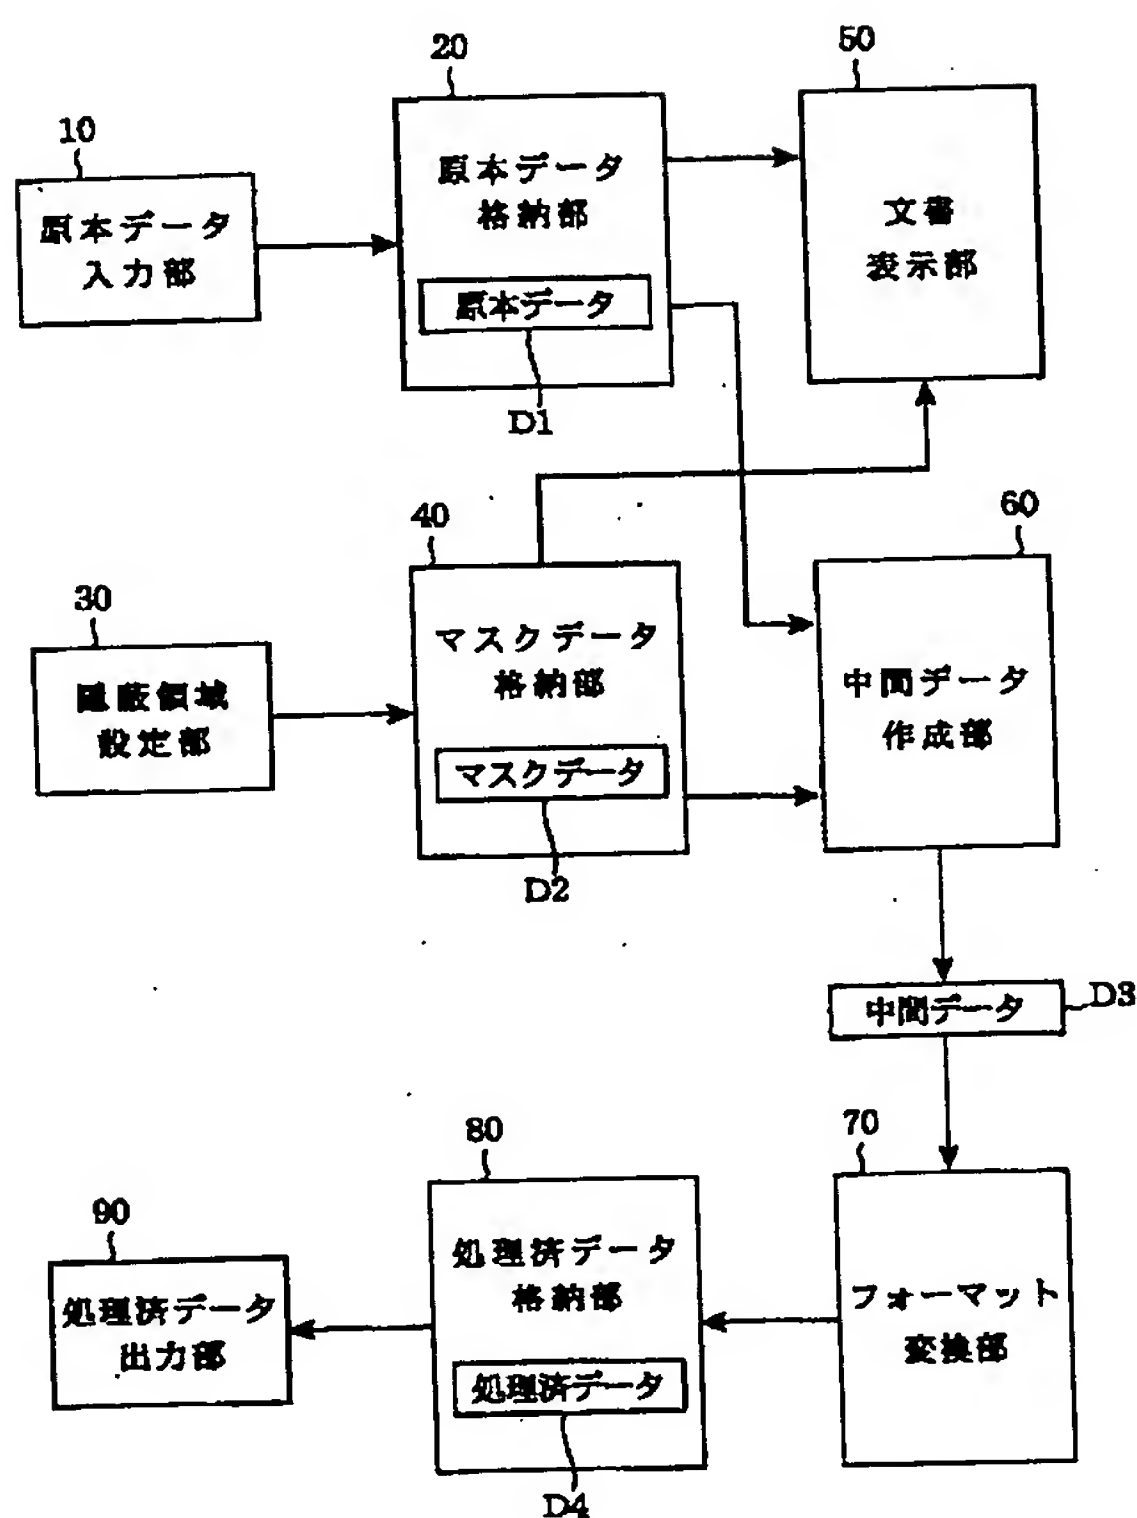 10
原本データ
入力部
20
原本データ
格納部
原本データ
D1
50
文書
表示部
30
隠蔽領域
設定部
40
マスクデータ
格納部
マスクデータ
D2
60
中間データ
作成部
中間データ
D3
70
フォーマット
変換部
80
処理済データ
格納部
処理済データ
D4
90
処理済データ
出力部